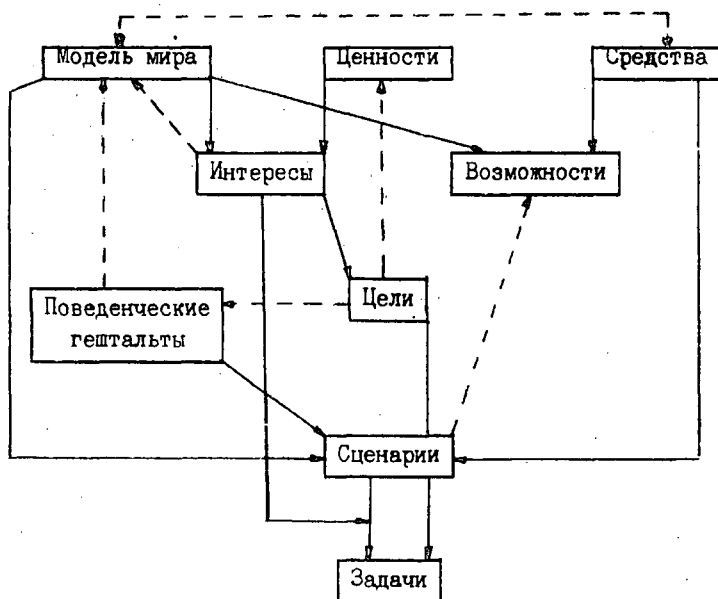 Модель мира
Ценности
Средства
Интересы
Возможности
Цели
Поведенческие
гештальты
Сценарии
Задачи